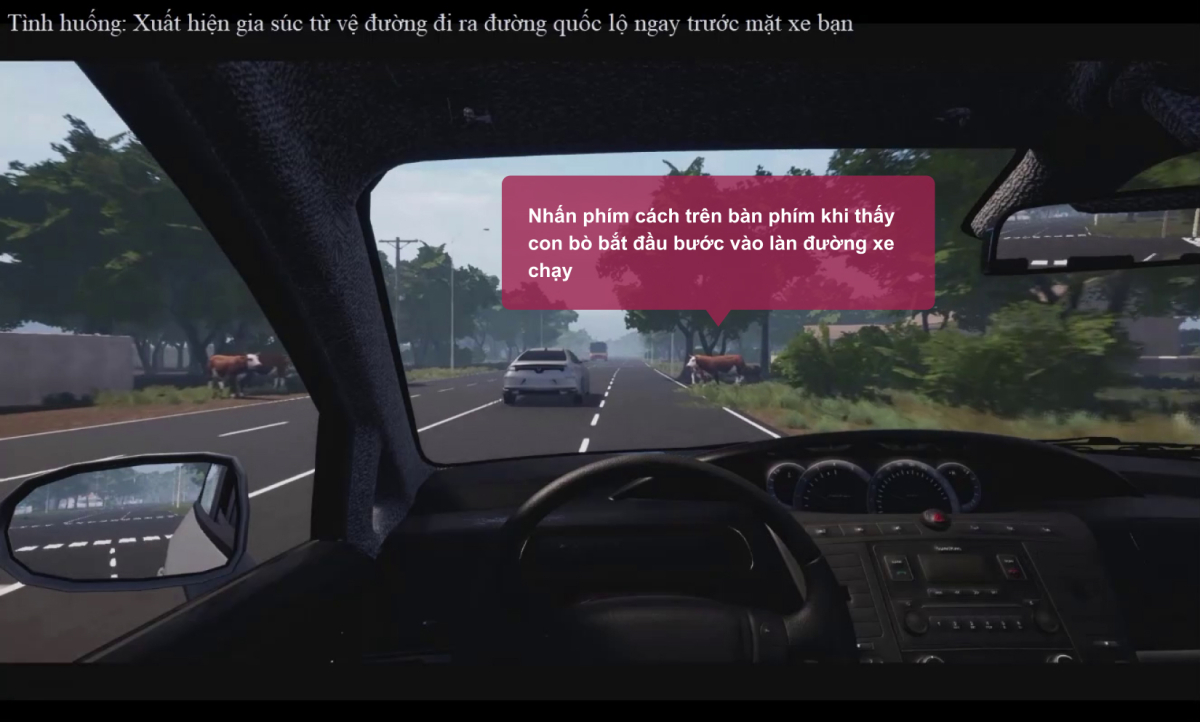 Tình huống: Xuất hiện gia súc từ vệ đường đi ra đường quốc lộ ngay trước mặt xe bạn
Nhấn phím cách trên bàn phím khi thấy
con bò bắt đầu bước vào làn đường xe
chạy